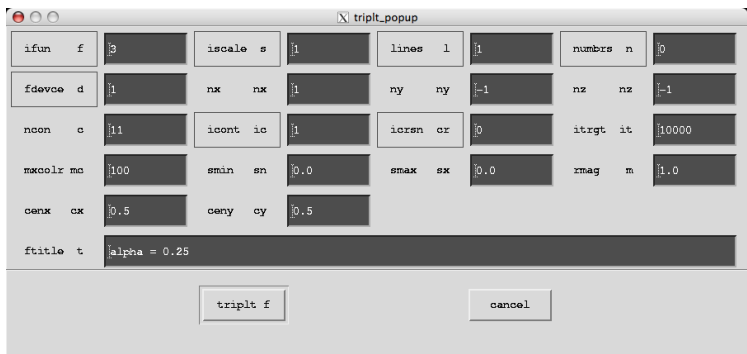 triplt_popup
ifun f 3 iscale s 1 lines l 1 numbrs n 0
fdevce d 1 nx nx 1 ny ny -1 nz nz -1
ncon c 11 icont ic 1 icrsn cr 0 itrgt it 10000
mxcolr mc 100 smin sn 0.0 smax sx 0.0 rmag m 1.0
cenx cx 0.5 ceny cy 0.5
ftitle t alpha = 0.25
triplt f cancel